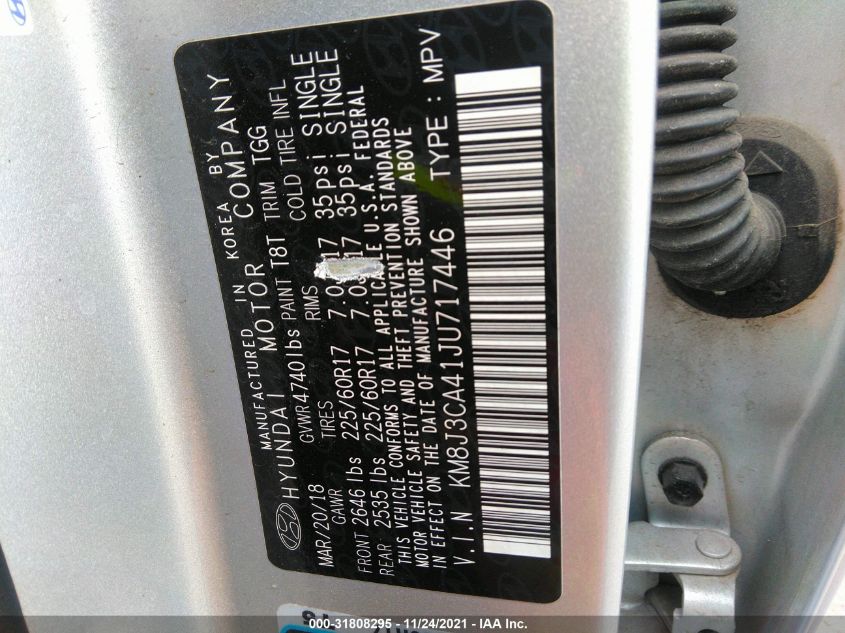 MANUFACTURED IN KOREA BY
HYUNDAI MOTOR COMPANY
MAR/20/18 GVWR4740lbs PAINT T8T TRIM TGG
GAWR TIRES RIMS COLD TIRE INFL
FRONT 2646 lbs 225/60R17 35psi SINGLE
REAR 2535 lbs 225/60R17 35psi SINGLE
THIS VEHICLE CONFORMS TO ALL APPLICABLE U.S.A. FEDERAL
MOTOR VEHICLE SAFETY AND THEFT PREVENTION STANDARDS
IN EFFECT ON THE DATE OF MANUFACTURE SHOWN ABOVE
V.I.N KM8J3CA41JU717446 TYPE : MPV
000-31808295 - 11/24/2021 - IAA Inc.